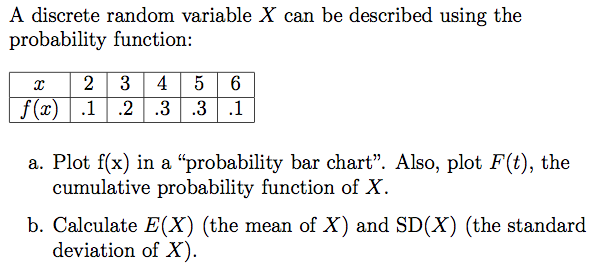 A discrete random variable X can be described using the
probability function:
x 2 3 4 5 6
f(x) .1 .2 .3 .3 .1
a. Plot f(x) in a “probability bar chart”. Also, plot F(t), the
cumulative probability function of X.
b. Calculate E(X) (the mean of X) and SD(X) (the standard
deviation of X).